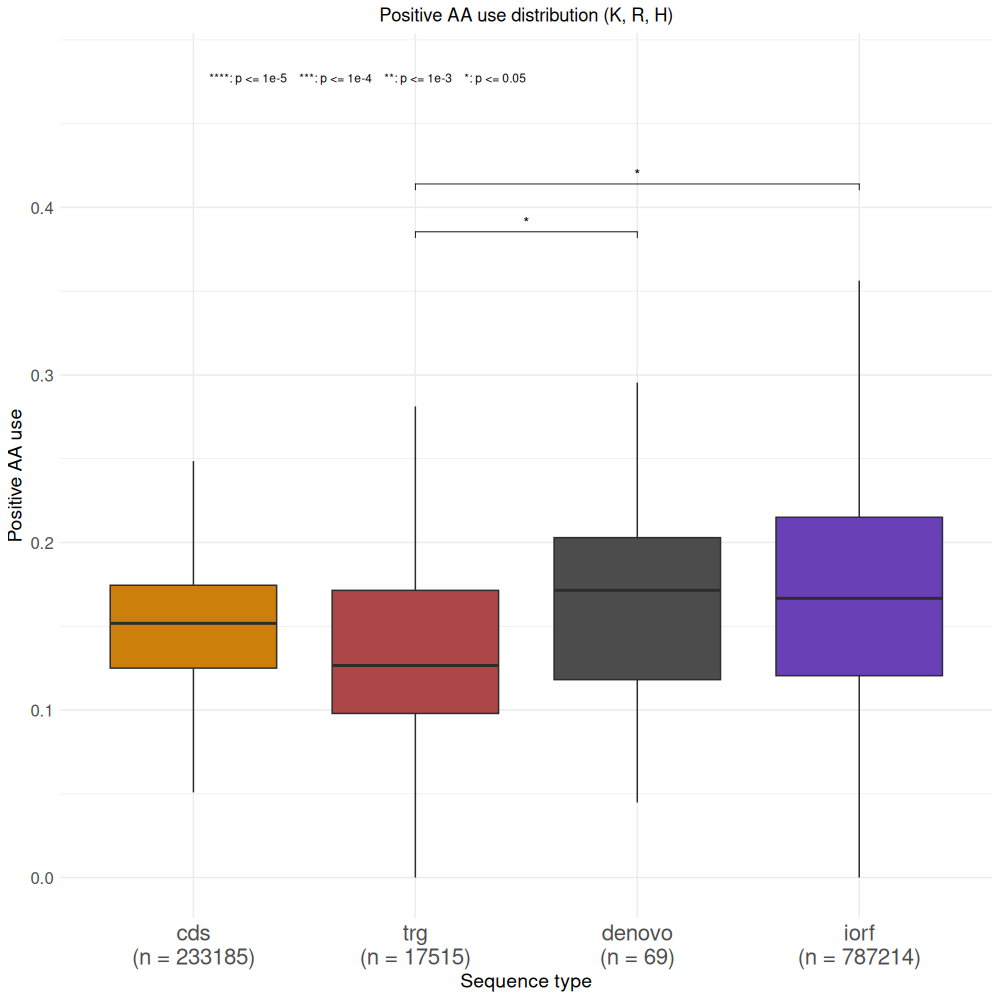 Positive AA use distribution (K, R, H)
****: p <= 1e-5 ***: p <= 1e-4 **: p <= 1e-3 *: p <= 0.05
*
*
0.4
0.3
0.2
0.1
0.0
Positive AA use
cds trg denovo iorf
(n = 233185) (n = 17515) (n = 69) (n = 787214)
Sequence type